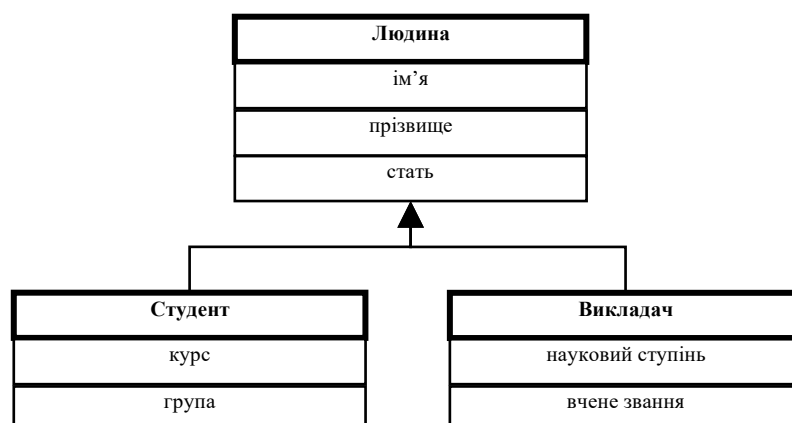 Людина
ім’я
прізвище
стать
Студент
Викладач
курс
науковий ступінь
група
вчене звання